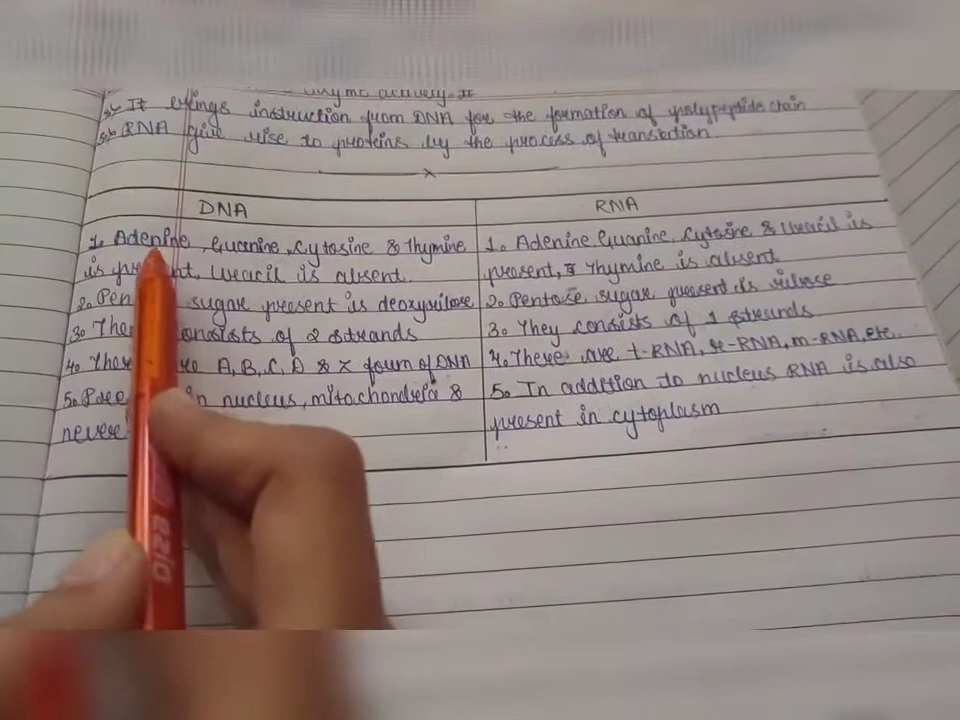 It brings instruction from DNA for the formation of polypeptide chain
RNA give rise to proteins by the process of translation.
DNA
1. Adenine, Guanine, Cytosine & Thymine
is present, Uracil is absent.
2. Pen sugar present is deoxyribose
3. They consists of 2 strands
4. There A, B, C, D & Z form of DNA
5. in nucleus, mitochondria &
never
RNA
1. Adenine, Guanine, Cytosine & Uracil is
present, Thymine is absent
2. Pentose sugar present is ribose
3. They consists of 1 strands
4. There are t-RNA, r-RNA, m-RNA, etc.
5. In addition to nucleus RNA is also
present in cytoplasm